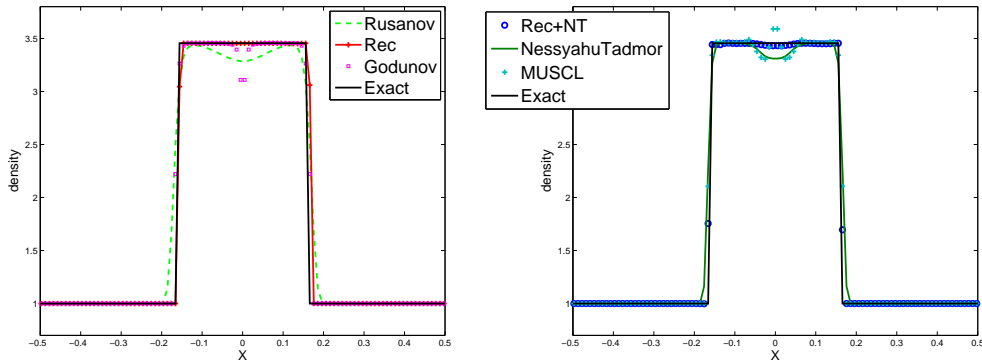 Rusanov
Rec
Godunov
Exact
3.5
3
2.5
2
1.5
1
density
−0.5 −0.4 −0.3 −0.2 −0.1 0 0.1 0.2 0.3 0.4 0.5
X
Rec+NT
NessyahuTadmor
MUSCL
Exact
3.5
3
2.5
2
1.5
1
density
−0.5 −0.4 −0.3 −0.2 −0.1 0 0.1 0.2 0.3 0.4 0.5
X